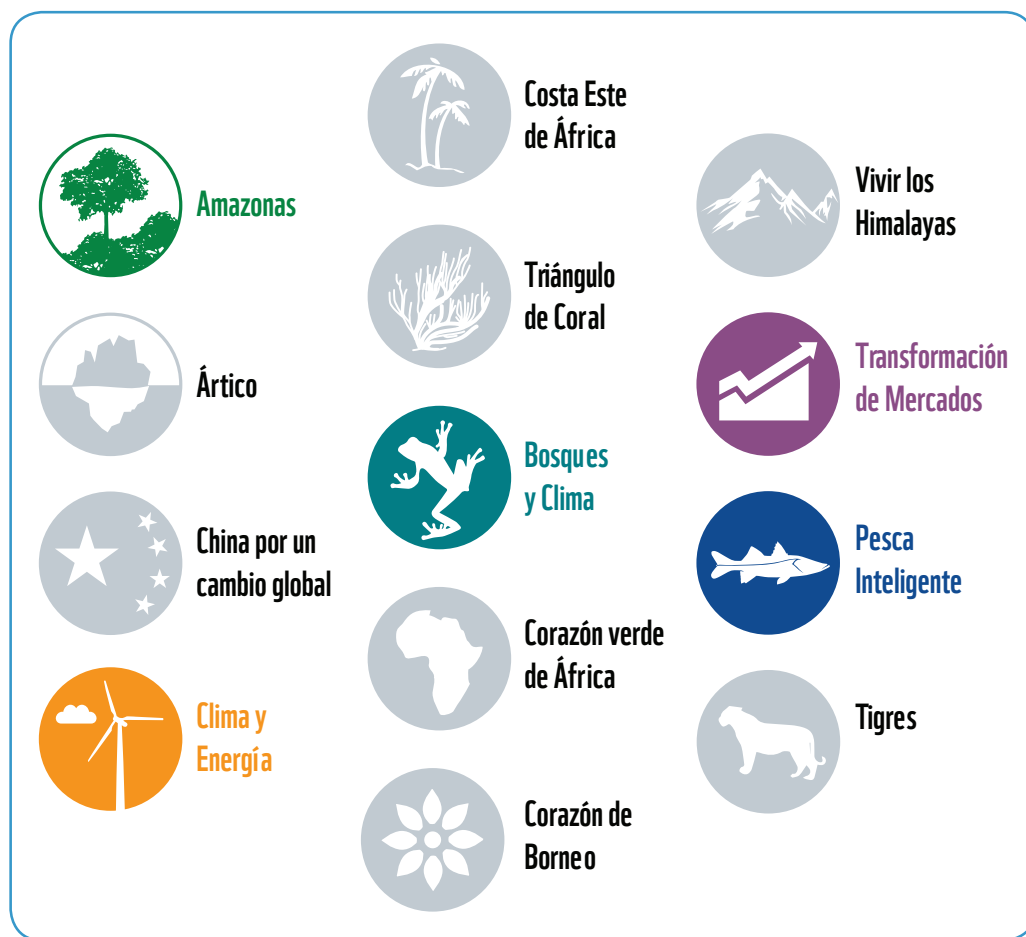 Amazonas
Ártico
China por un
cambio global
Clima y
Energía
Costa Este
de África
Triángulo
de Coral
Bosques
y Clima
Corazón verde
de África
Corazón de
Borneo
Vivir los
Himalayas
Transformación
de Mercados
Pesca
Inteligente
Tigres